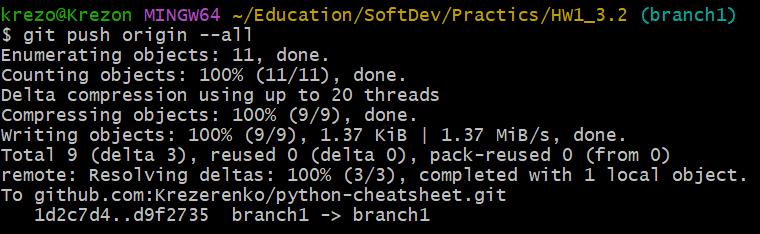 krezo@Krezon MINGW64 ~/Education/SoftDev/Practics/HW1_3.2 (branch1)
$ git push origin --all
Enumerating objects: 11, done.
Counting objects: 100% (11/11), done.
Delta compression using up to 20 threads
Compressing objects: 100% (9/9), done.
Writing objects: 100% (9/9), 1.37 KiB | 1.37 MiB/s, done.
Total 9 (delta 3), reused 0 (delta 0), pack-reused 0 (from 0)
remote: Resolving deltas: 100% (3/3), completed with 1 local object.
To github.com:Krezerenko/python-cheatsheet.git
   1d2c7d4..d9f2735  branch1 -> branch1